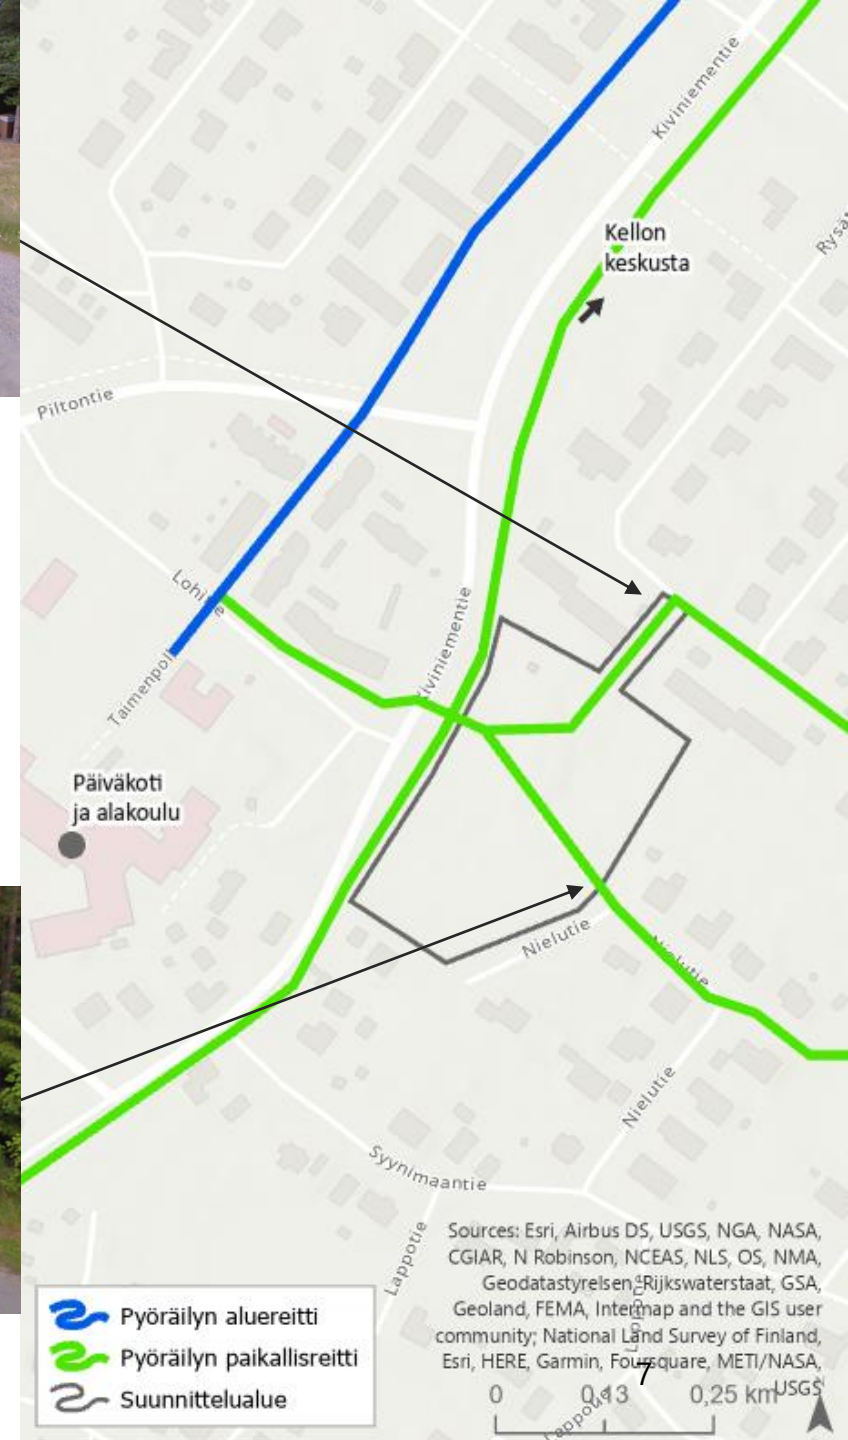 Kiviniementie
Kellon
keskusta
Piltontie
Kiviniementie
Taimenpol
Päiväkoti
ja alakoulu
Nielutie
Nielutie
Nielutie
Syynimaantie
Lappotie
Sources: Esri, Airbus DS, USGS, NGA, NASA,
CGIAR, N Robinson, NCEAS, NLS, OS, NMA,
Geodatastyrelsen, Rijkswaterstaat, GSA,
Geoland, FEMA, Intermap and the GIS user
community; National Land Survey of Finland,
Esri, HERE, Garmin, Foursquare, METI/NASA,
USGS
Pyöräilyn aluereitti
Pyöräilyn paikallisreitti
Suunnittelualue
7
0 0,13 0,25 km
Lappotie